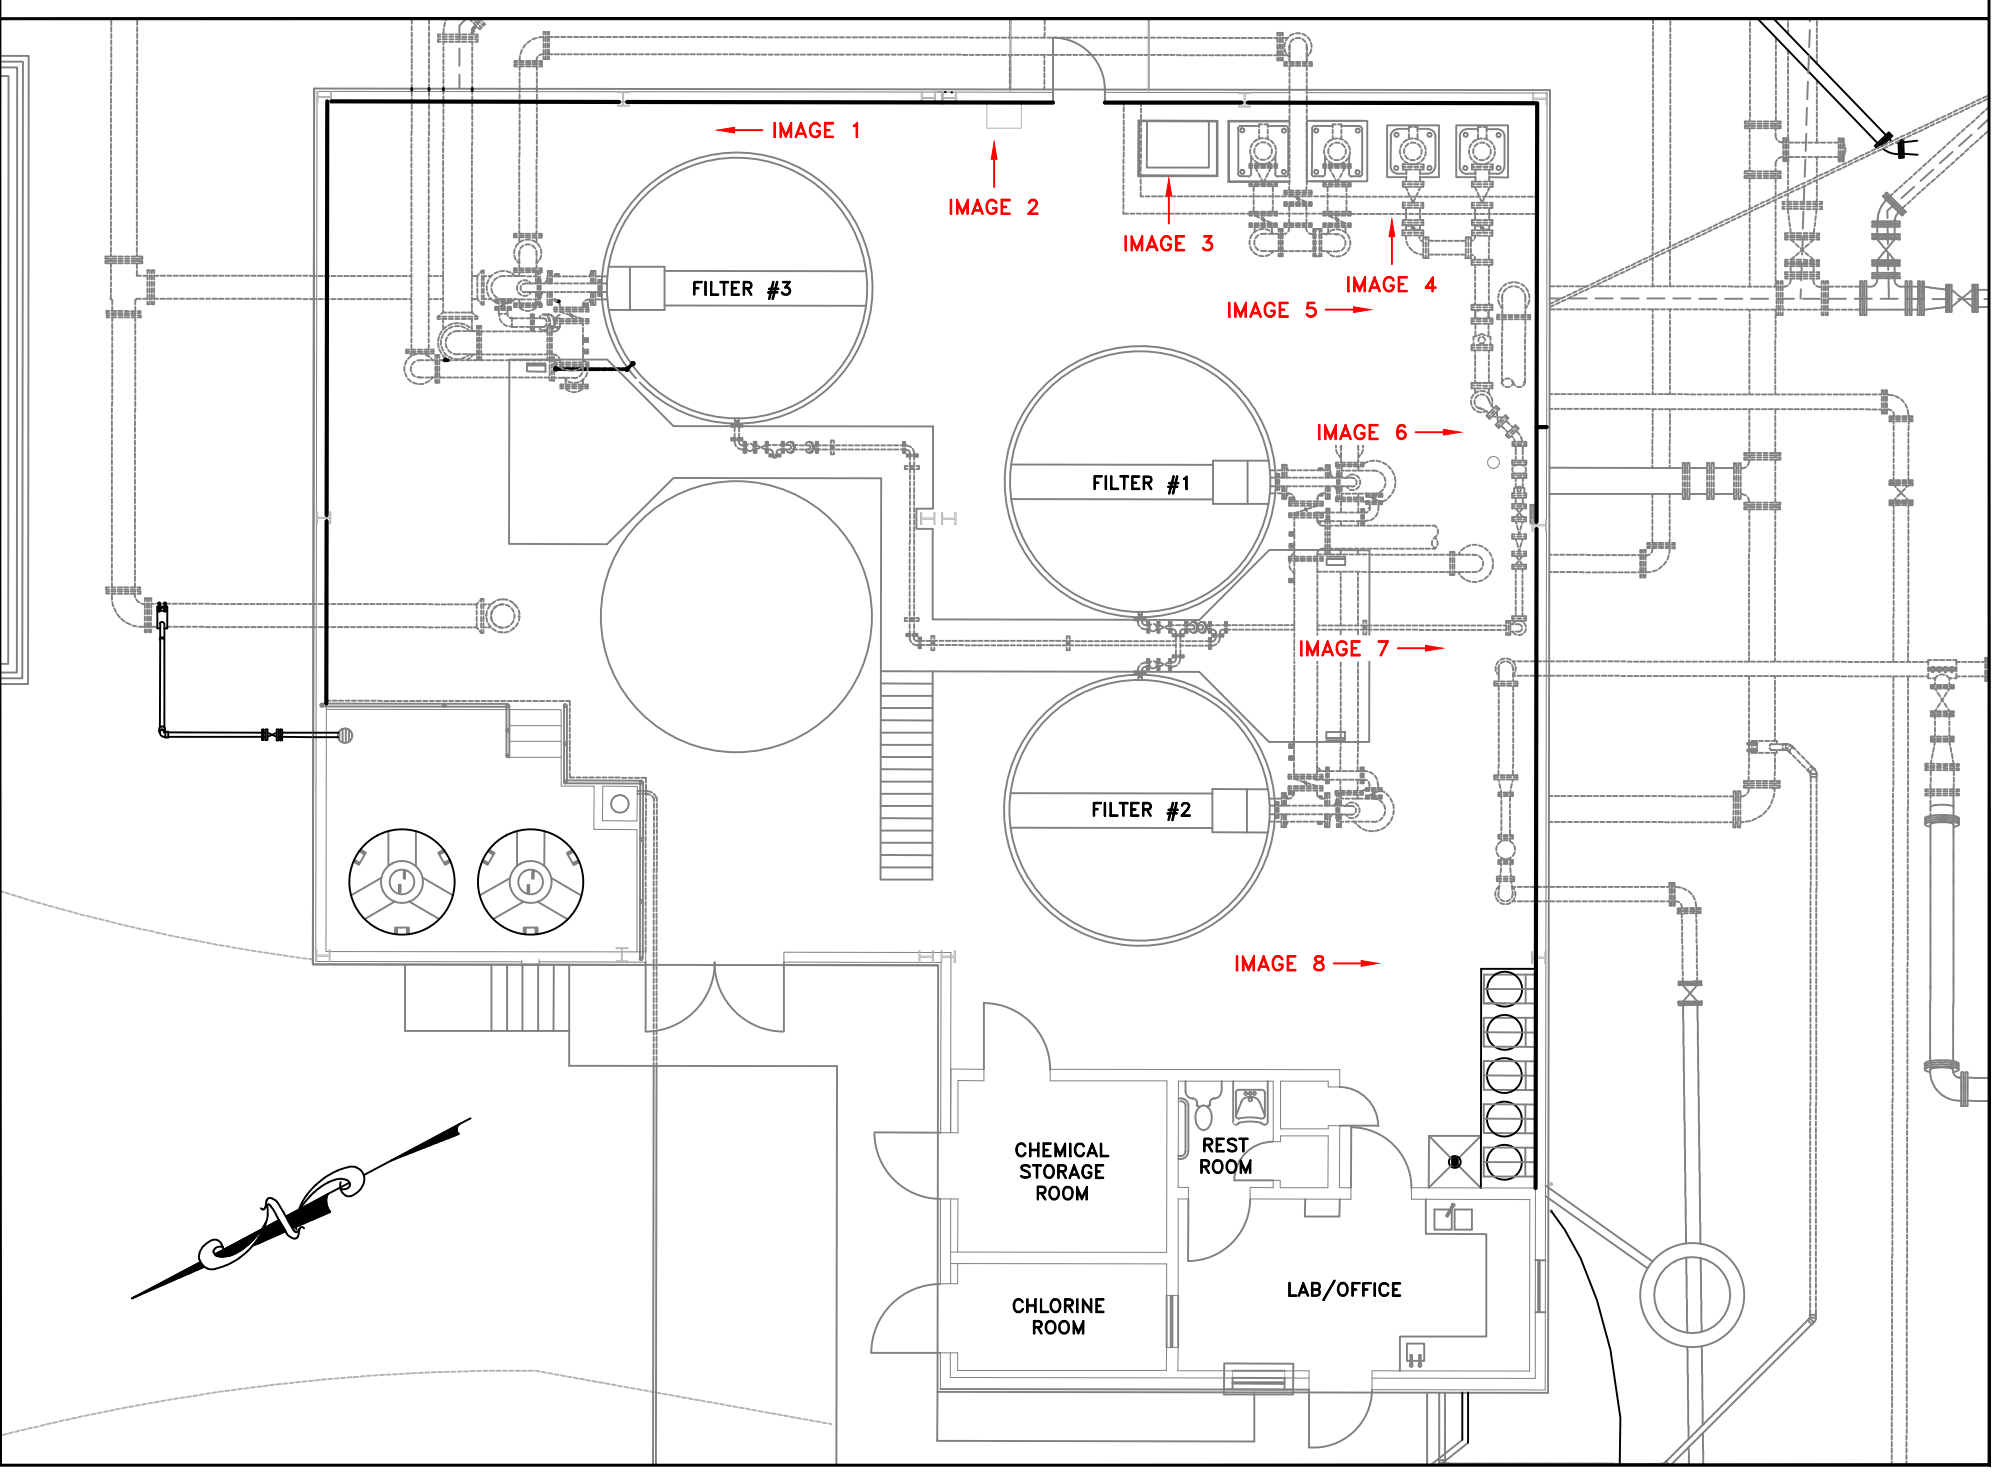 IMAGE 1
IMAGE 2
IMAGE 3
IMAGE 4
FILTER #3
IMAGE 5
IMAGE 6
FILTER #1
IMAGE 7
FILTER #2
IMAGE 8
CHEMICAL
STORAGE
ROOM
REST
ROOM
LAB/OFFICE
CHLORINE
ROOM
N